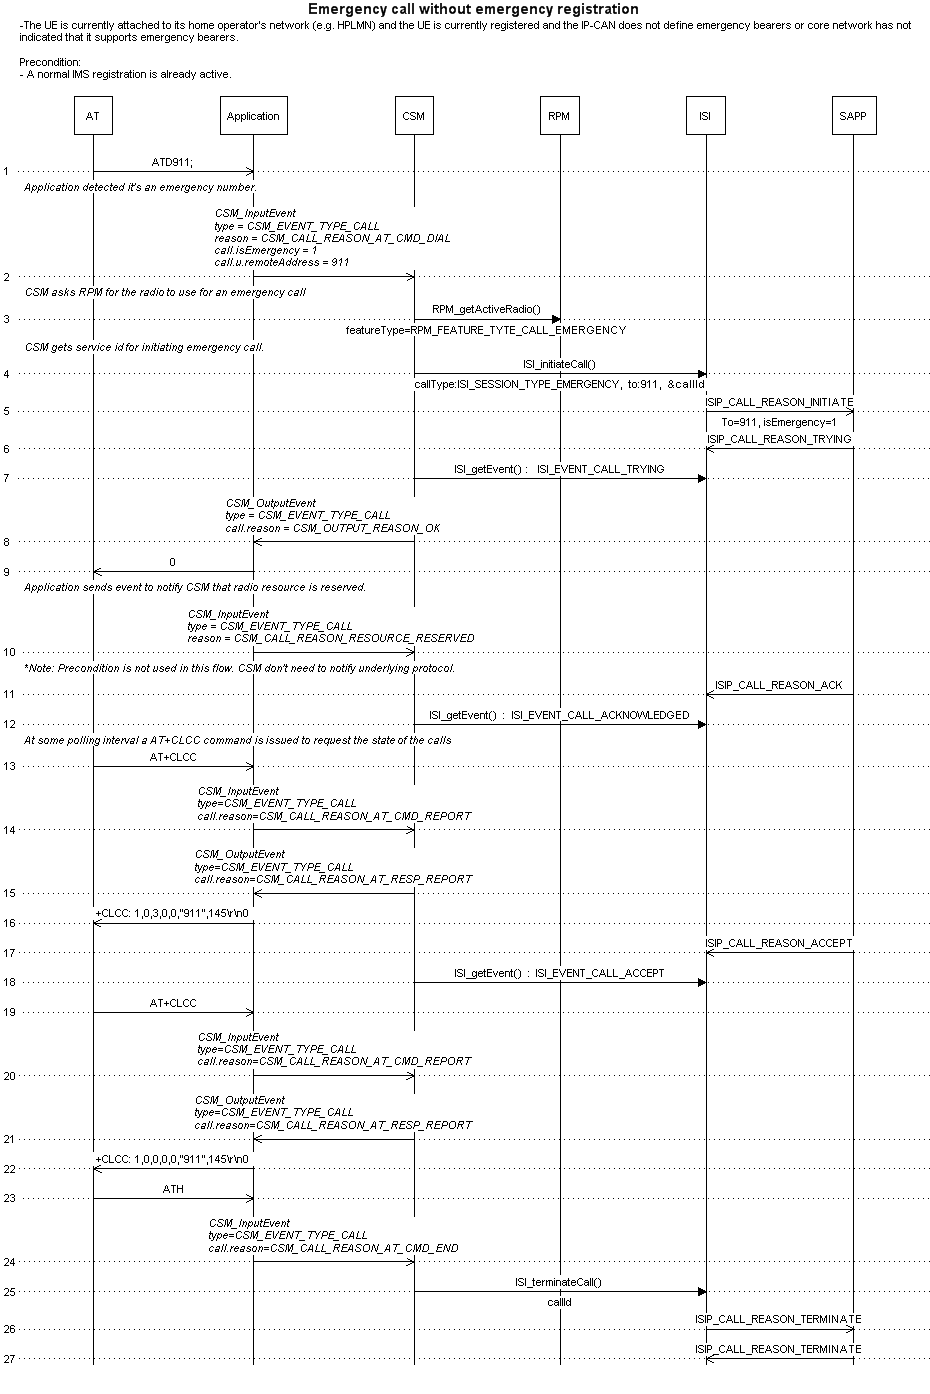 Emergency call without emergency registration
-The UE is currently attached to its home operator's network (e.g. HPLMN) and the UE is currently registered and the IP-CAN does not define emergency bearers or core network has not
indicated that it supports emergency bearers.
Precondition:
- A normal IMS registration is already active.
AT
Application
CSM
RPM
ISI
SAPP
1
ATD911;
Application detected it's an emergency number.
CSM_InputEvent
type = CSM_EVENT_TYPE_CALL
reason = CSM_CALL_REASON_AT_CMD_DIAL
call.isEmergency = 1
call.u.remoteAddress = 911
2
CSM asks RPM for the radio to use for an emergency call
RPM_getActiveRadio()
3
featureType=RPM_FEATURE_TYTE_CALL_EMERGENCY
CSM gets service id for initiating emergency call.
ISI_initiateCall()
4
callType:ISI_SESSION_TYPE_EMERGENCY, to:911, &callId
ISIP_CALL_REASON_INITIATE
5
To=911, isEmergency=1
ISIP_CALL_REASON_TRYING
6
ISI_getEvent() : ISI_EVENT_CALL_TRYING
7
CSM_OutputEvent
type = CSM_EVENT_TYPE_CALL
call.reason = CSM_OUTPUT_REASON_OK
8
0
9
Application sends event to notify CSM that radio resource is reserved.
CSM_InputEvent
type = CSM_EVENT_TYPE_CALL
reason = CSM_CALL_REASON_RESOURCE_RESERVED
10
*Note: Precondition is not used in this flow. CSM don't need to notify underlying protocol.
ISIP_CALL_REASON_ACK
11
ISI_getEvent() : ISI_EVENT_CALL_ACKNOWLEDGED
12
At some polling interval a AT+CLCC command is issued to request the state of the calls
AT+CLCC
13
CSM_InputEvent
type=CSM_EVENT_TYPE_CALL
call.reason=CSM_CALL_REASON_AT_CMD_REPORT
14
CSM_OutputEvent
type=CSM_EVENT_TYPE_CALL
call.reason=CSM_CALL_REASON_AT_RESP_REPORT
15
+CLCC: 1,0,3,0,0,"911",145\r\n0
16
ISIP_CALL_REASON_ACCEPT
17
ISI_getEvent() : ISI_EVENT_CALL_ACCEPT
18
AT+CLCC
19
CSM_InputEvent
type=CSM_EVENT_TYPE_CALL
call.reason=CSM_CALL_REASON_AT_CMD_REPORT
20
CSM_OutputEvent
type=CSM_EVENT_TYPE_CALL
call.reason=CSM_CALL_REASON_AT_RESP_REPORT
21
+CLCC: 1,0,0,0,0,"911",145\r\n0
22
ATH
23
CSM_InputEvent
type=CSM_EVENT_TYPE_CALL
call.reason=CSM_CALL_REASON_AT_CMD_END
24
ISI_terminateCall()
25
callId
ISIP_CALL_REASON_TERMINATE
26
ISIP_CALL_REASON_TERMINATE
27